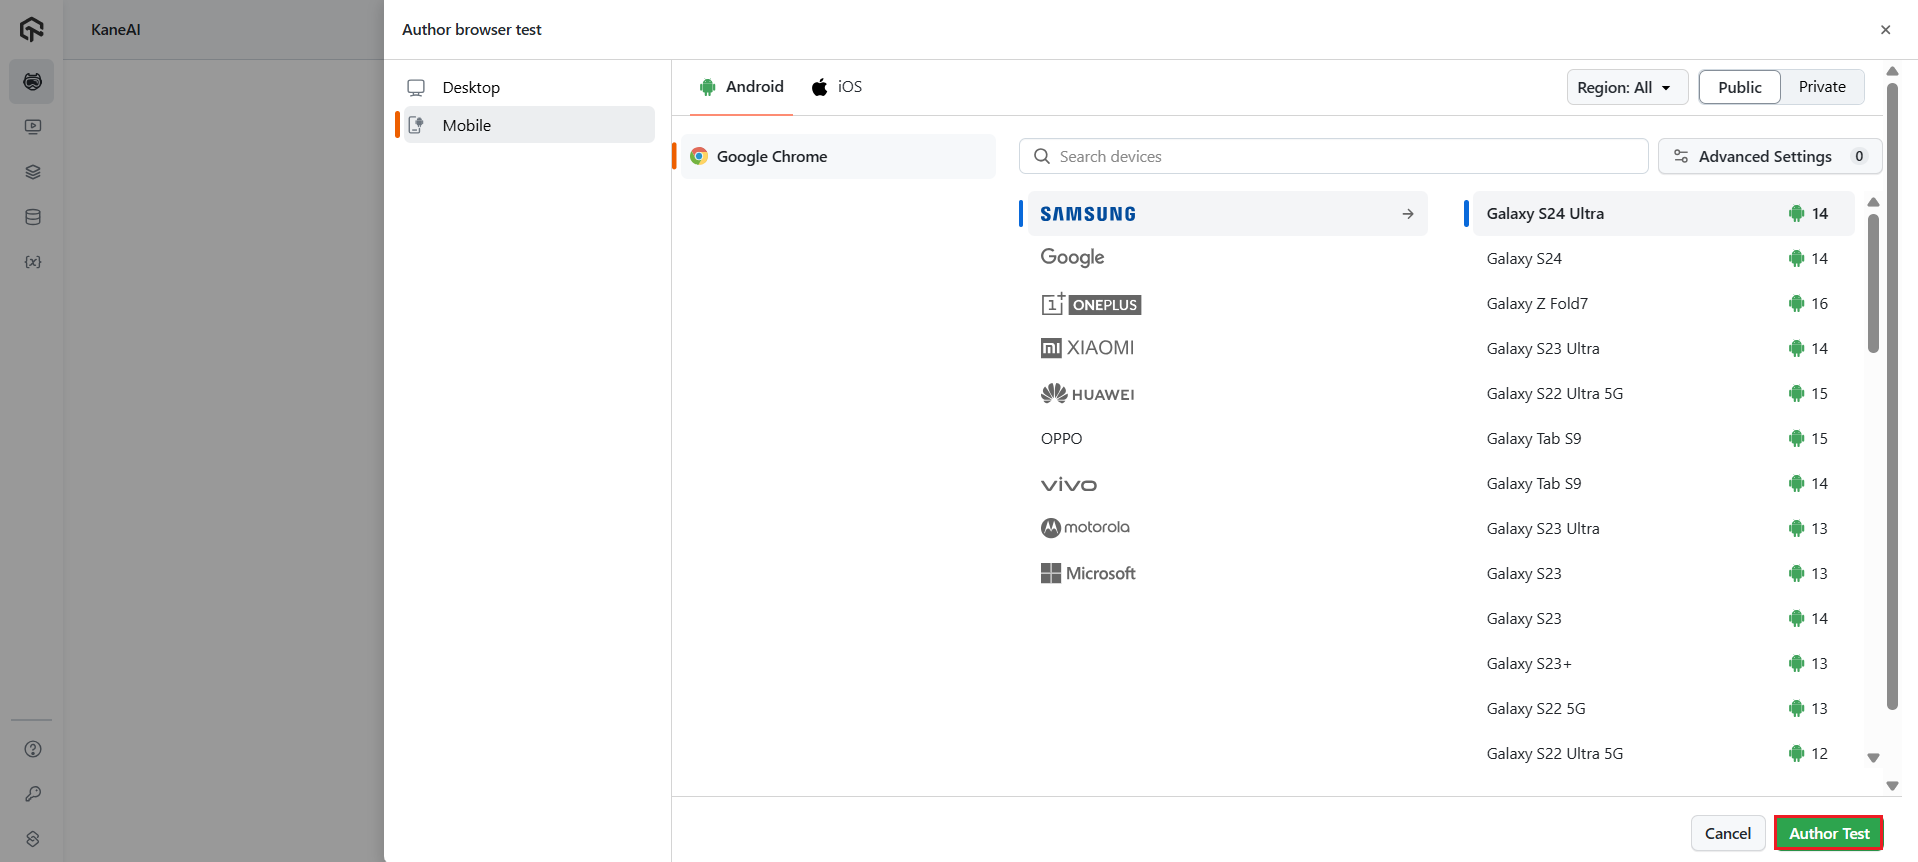 KaneAI
Author browser test
Desktop
Mobile
Android
iOS
Region: All
Public
Private
Google Chrome
Search devices
Advanced Settings 0
SAMSUNG
Google
1+ ONEPLUS
mi XIAOMI
HUAWEI
OPPO
vivo
motorola
Microsoft
Galaxy S24 Ultra 14
Galaxy S24 14
Galaxy Z Fold7 16
Galaxy S23 Ultra 14
Galaxy S22 Ultra 5G 15
Galaxy Tab S9 15
Galaxy Tab S9 14
Galaxy S23 Ultra 13
Galaxy S23 13
Galaxy S23 14
Galaxy S23+ 13
Galaxy S22 5G 13
Galaxy S22 Ultra 5G 12
Cancel
Author Test